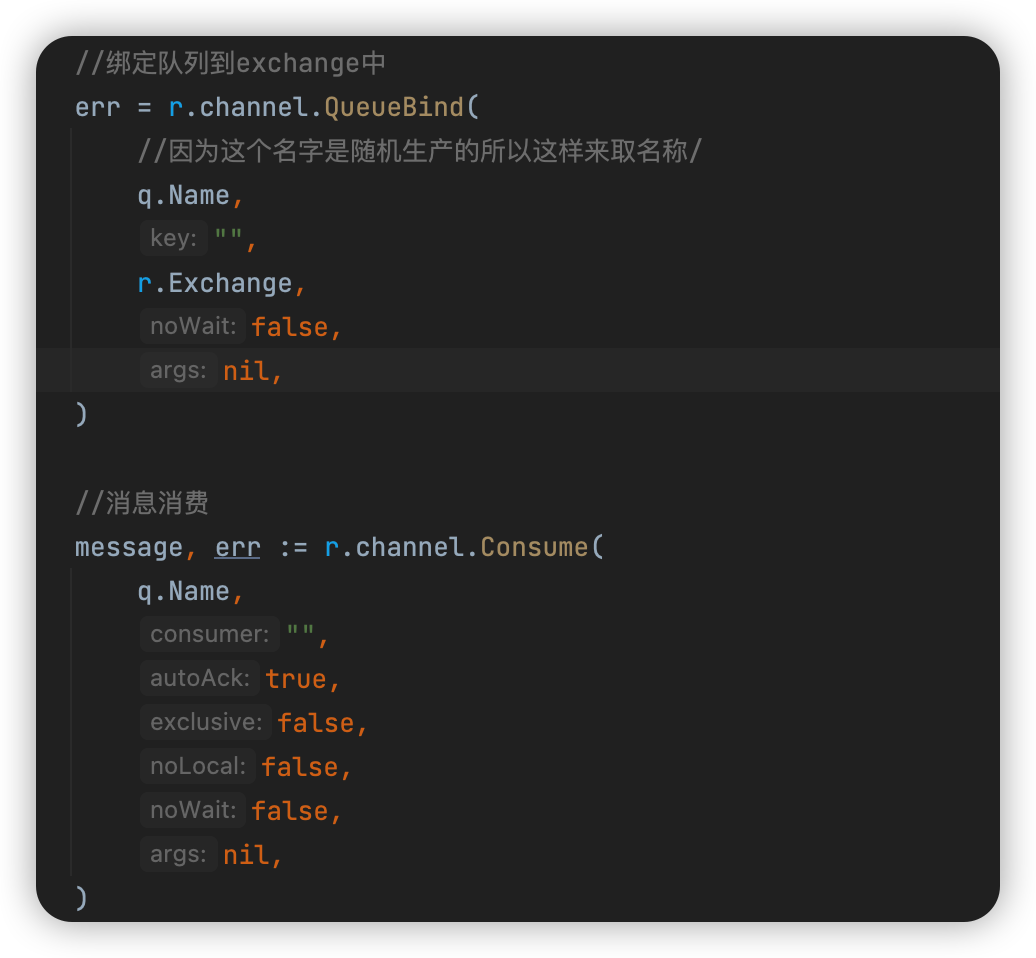 //绑定队列到exchange中
err = r.channel.QueueBind(
//因为这个名字是随机生产的所以这样来取名称/
q.Name,
key: "",
r.Exchange,
noWait: false,
args: nil,
)
//消息消费
message, err := r.channel.Consume(
q.Name,
consumer: "",
autoAck: true,
exclusive: false,
noLocal: false,
noWait: false,
args: nil,
)